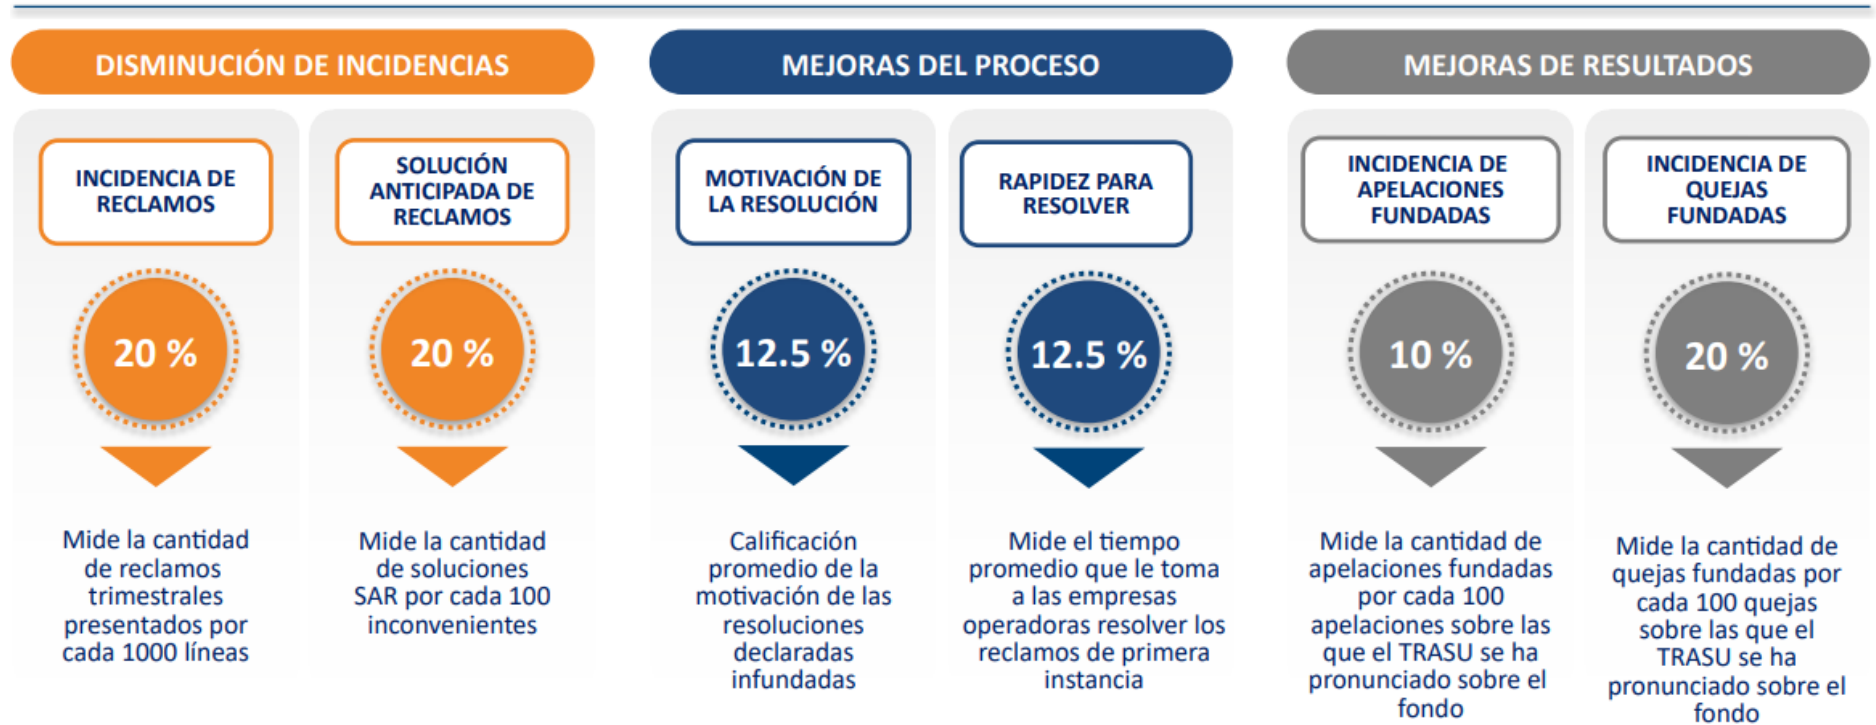 DISMINUCIÓN DE INCIDENCIAS
INCIDENCIA DE
RECLAMOS
20 %
Mide la cantidad
de reclamos
trimestrales
presentados por
cada 1000 líneas
SOLUCIÓN
ANTICIPADA DE
RECLAMOS
20 %
Mide la cantidad
de soluciones
SAR por cada 100
inconvenientes
MEJORAS DEL PROCESO
MOTIVACIÓN DE
LA RESOLUCIÓN
12.5 %
Calificación
promedio de la
motivación de las
resoluciones
declaradas
infundadas
RAPIDEZ PARA
RESOLVER
12.5 %
Mide el tiempo
promedio que le toma
a las empresas
operadoras resolver los
reclamos de primera
instancia
MEJORAS DE RESULTADOS
INCIDENCIA DE
APELACIONES
FUNDADAS
10 %
Mide la cantidad de
apelaciones fundadas
por cada 100
apelaciones sobre las
que el TRASU se ha
pronunciado sobre el
fondo
INCIDENCIA DE
QUEJAS
FUNDADAS
20 %
Mide la cantidad de
quejas fundadas por
cada 100 quejas
sobre las que el
TRASU se ha
pronunciado sobre el
fondo